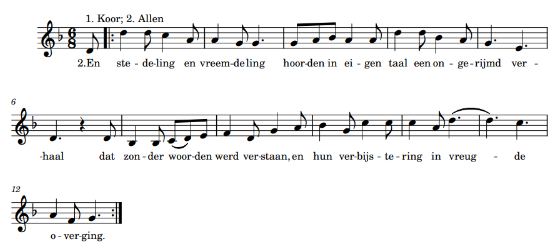 1. Koor; 2. Allen
6
8
2.En ste - de-ling en vreem-de-ling hoor-den in ei - gen taal een on - ge-rijmd ver -
6
-haal dat zon-der woor-den werd ver-staan, en hun ver-bijs-te-ring in vreug - de
12
o - ver-ging.